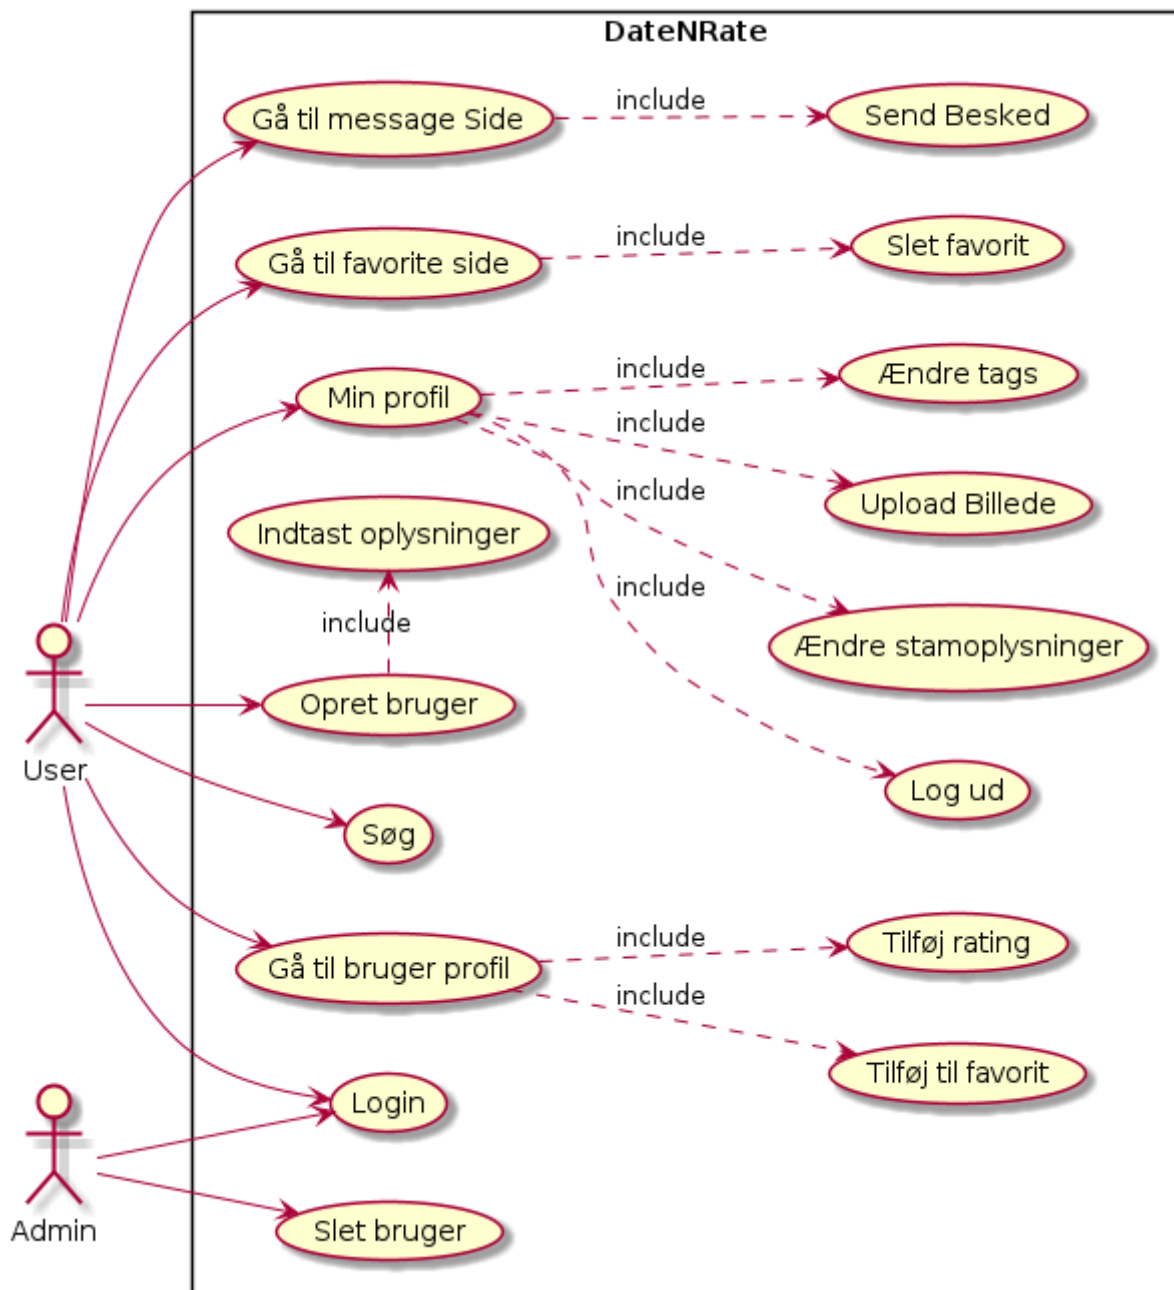 DateNRate
Gå til message Side
include
Send Besked
Gå til favorite side
include
Slet favorit
Min profil
include
Ændre tags
include
Upload Billede
include
Ændre stamoplysninger
include
Log ud
Indtast oplysninger
include
Opret bruger
User
Søg
Gå til bruger profil
include
Tilføj rating
include
Tilføj til favorit
Login
Admin
Slet bruger